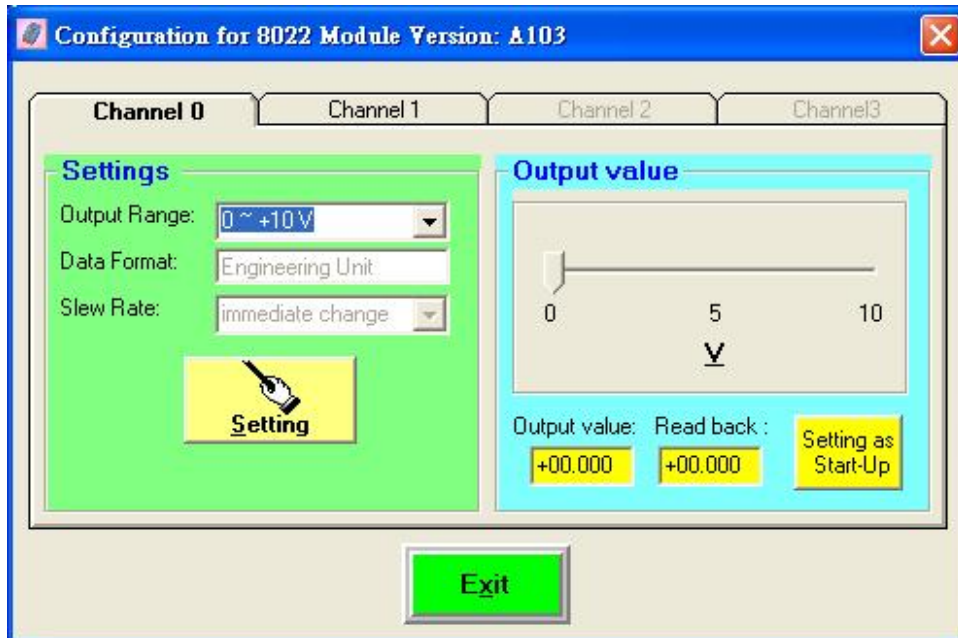 Configuration for 8022 Module Version: A103
Channel 0
Channel 1
Channel 2
Channel3
Settings
Output Range:
0 ~ +10 V
Data Format:
Engineering Unit
Slew Rate:
immediate change
Setting
Output value
0
5
10
V
Output value:
Read back :
+00.000
+00.000
Setting as
Start-Up
Exit